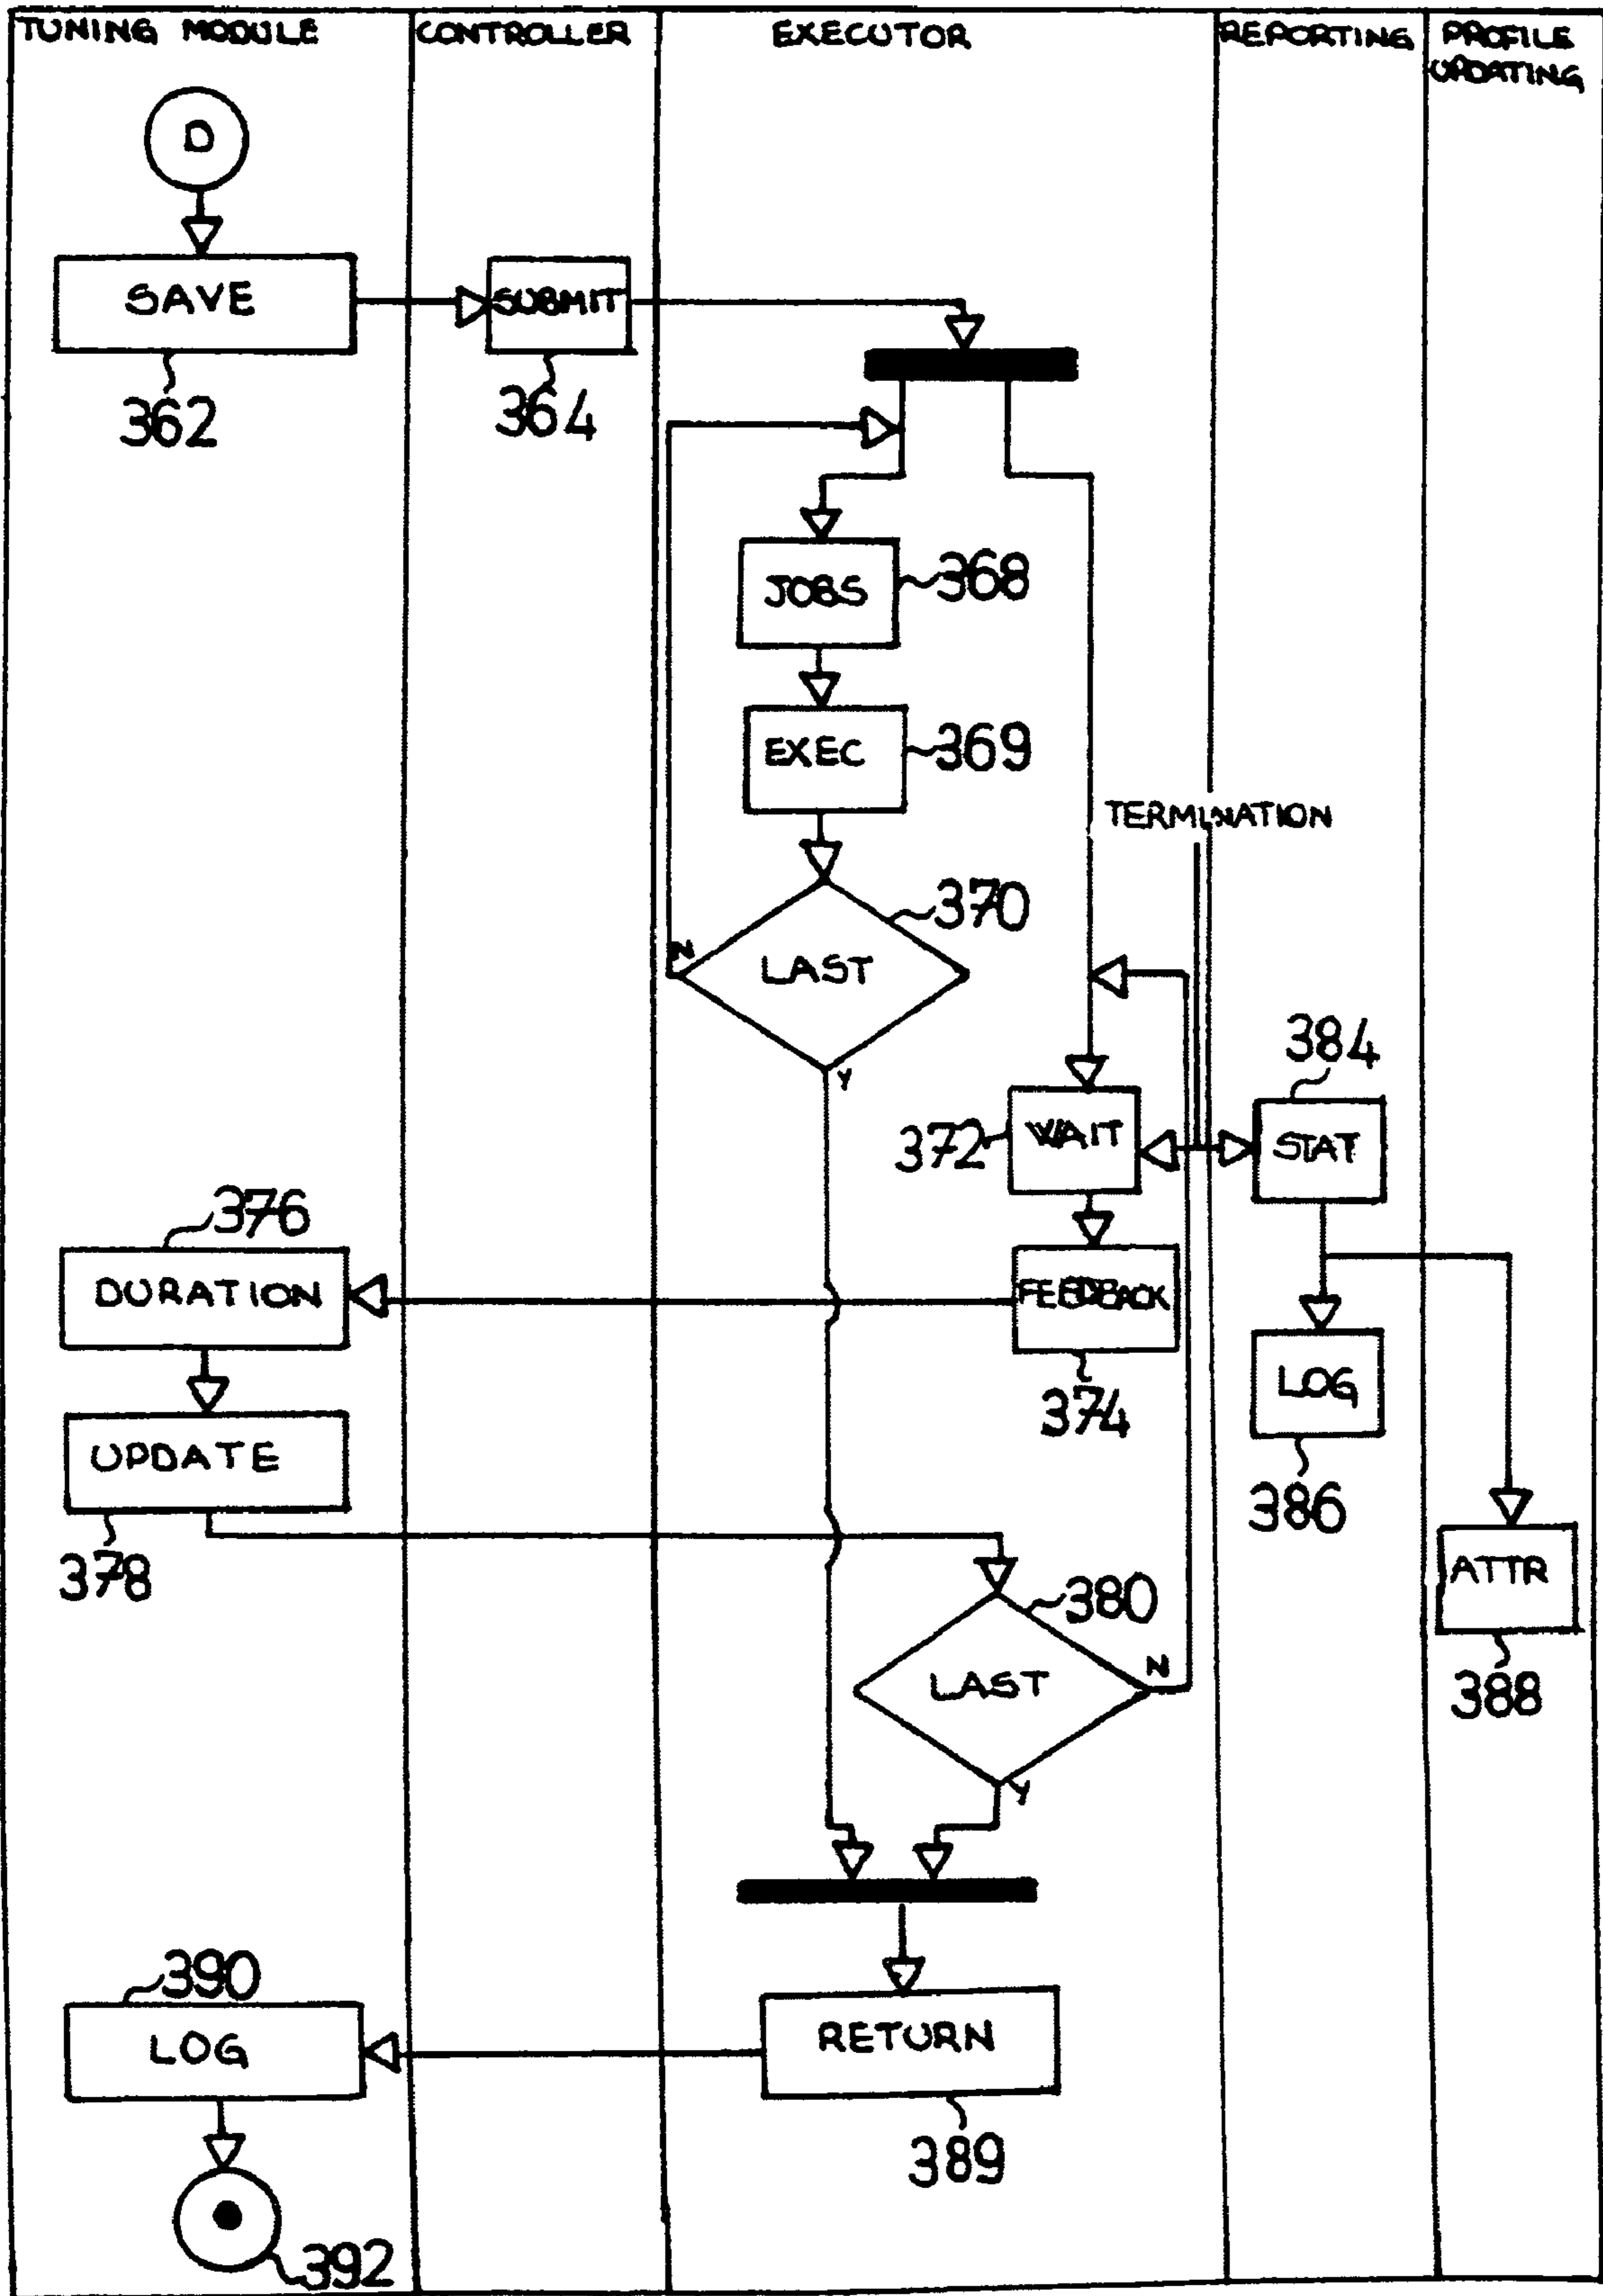 TUNING MODULE
CONTROLLER
EXECUTOR
REPORTING
PROFILE
UPDATING
D
SAVE
362
SUBMIT
364
JOBS
368
EXEC
369
TERMINATION
370
LAST
N
Y
384
372
WAIT
STAT
376
DURATION
FEEDBACK
374
LOG
386
UPDATE
378
380
LAST
N
Y
ATTR
388
390
LOG
RETURN
389
392